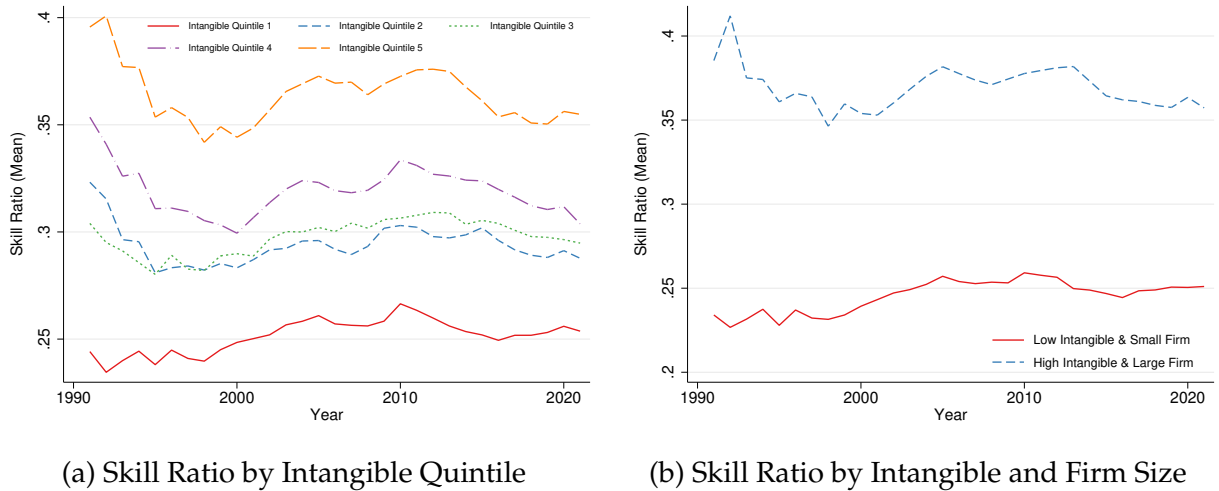 Intangible Quintile 1 Intangible Quintile 2 Intangible Quintile 3
Intangible Quintile 4 Intangible Quintile 5
Skill Ratio (Mean)
.4
.35
.3
.25
1990 2000 2010 2020
Year
(a) Skill Ratio by Intangible Quintile
Skill Ratio (Mean)
.4
.35
.3
.25
.2
Low Intangible & Small Firm
High Intangible & Large Firm
1990 2000 2010 2020
Year
(b) Skill Ratio by Intangible and Firm Size